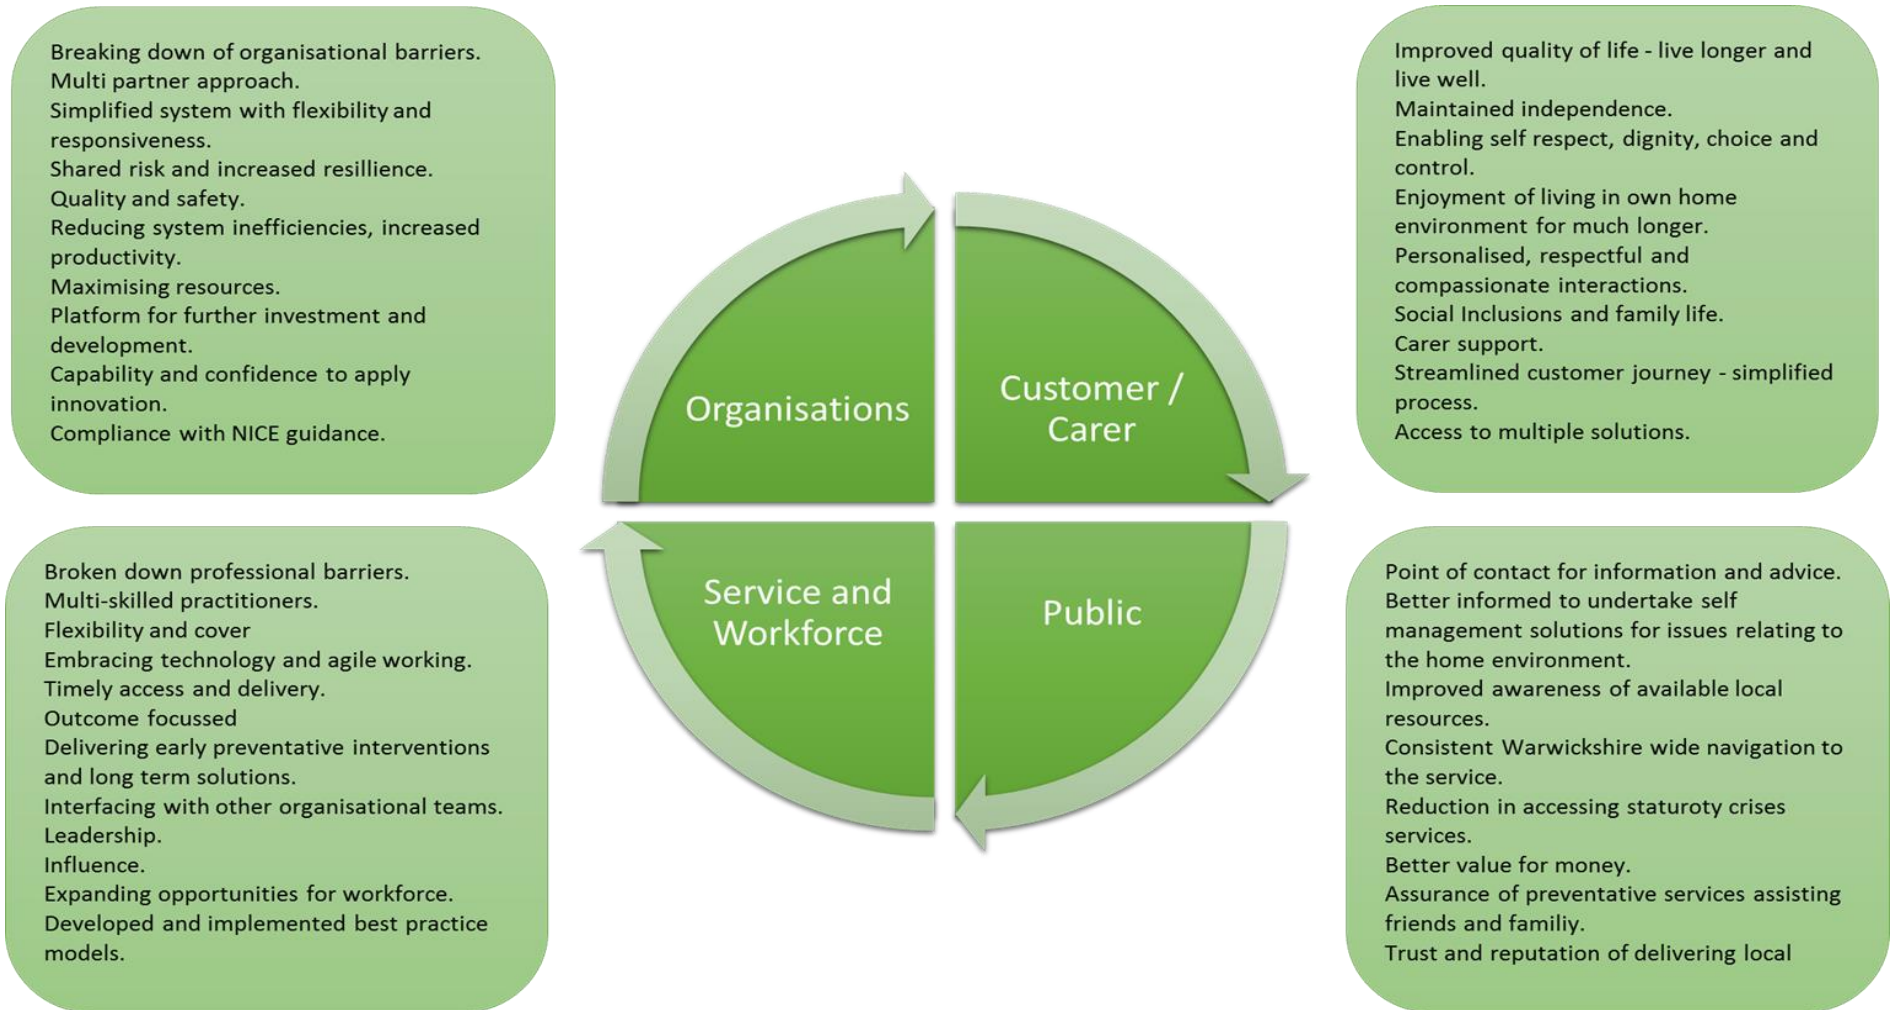 Breaking down of organisational barriers.
Multi partner approach.
Simplified system with flexibility and
responsiveness.
Shared risk and increased resillience.
Quality and safety.
Reducing system inefficiencies, increased
productivity.
Maximising resources.
Platform for further investment and
development.
Capability and confidence to apply
innovation.
Compliance with NICE guidance.
Improved quality of life - live longer and
live well.
Maintained independence.
Enabling self respect, dignity, choice and
control.
Enjoyment of living in own home
environment for much longer.
Personalised, respectful and
compassionate interactions.
Social Inclusions and family life.
Carer support.
Streamlined customer journey - simplified
process.
Access to multiple solutions.
Organisations
Customer /
Carer
Service and
Workforce
Public
Broken down professional barriers.
Multi-skilled practitioners.
Flexibility and cover
Embracing technology and agile working.
Timely access and delivery.
Outcome focussed
Delivering early preventative interventions
and long term solutions.
Interfacing with other organisational teams.
Leadership.
Influence.
Expanding opportunities for workforce.
Developed and implemented best practice
models.
Point of contact for information and advice.
Better informed to undertake self
management solutions for issues relating to
the home environment.
Improved awareness of available local
resources.
Consistent Warwickshire wide navigation to
the service.
Reduction in accessing staturoty crises
services.
Better value for money.
Assurance of preventative services assisting
friends and familiy.
Trust and reputation of delivering local